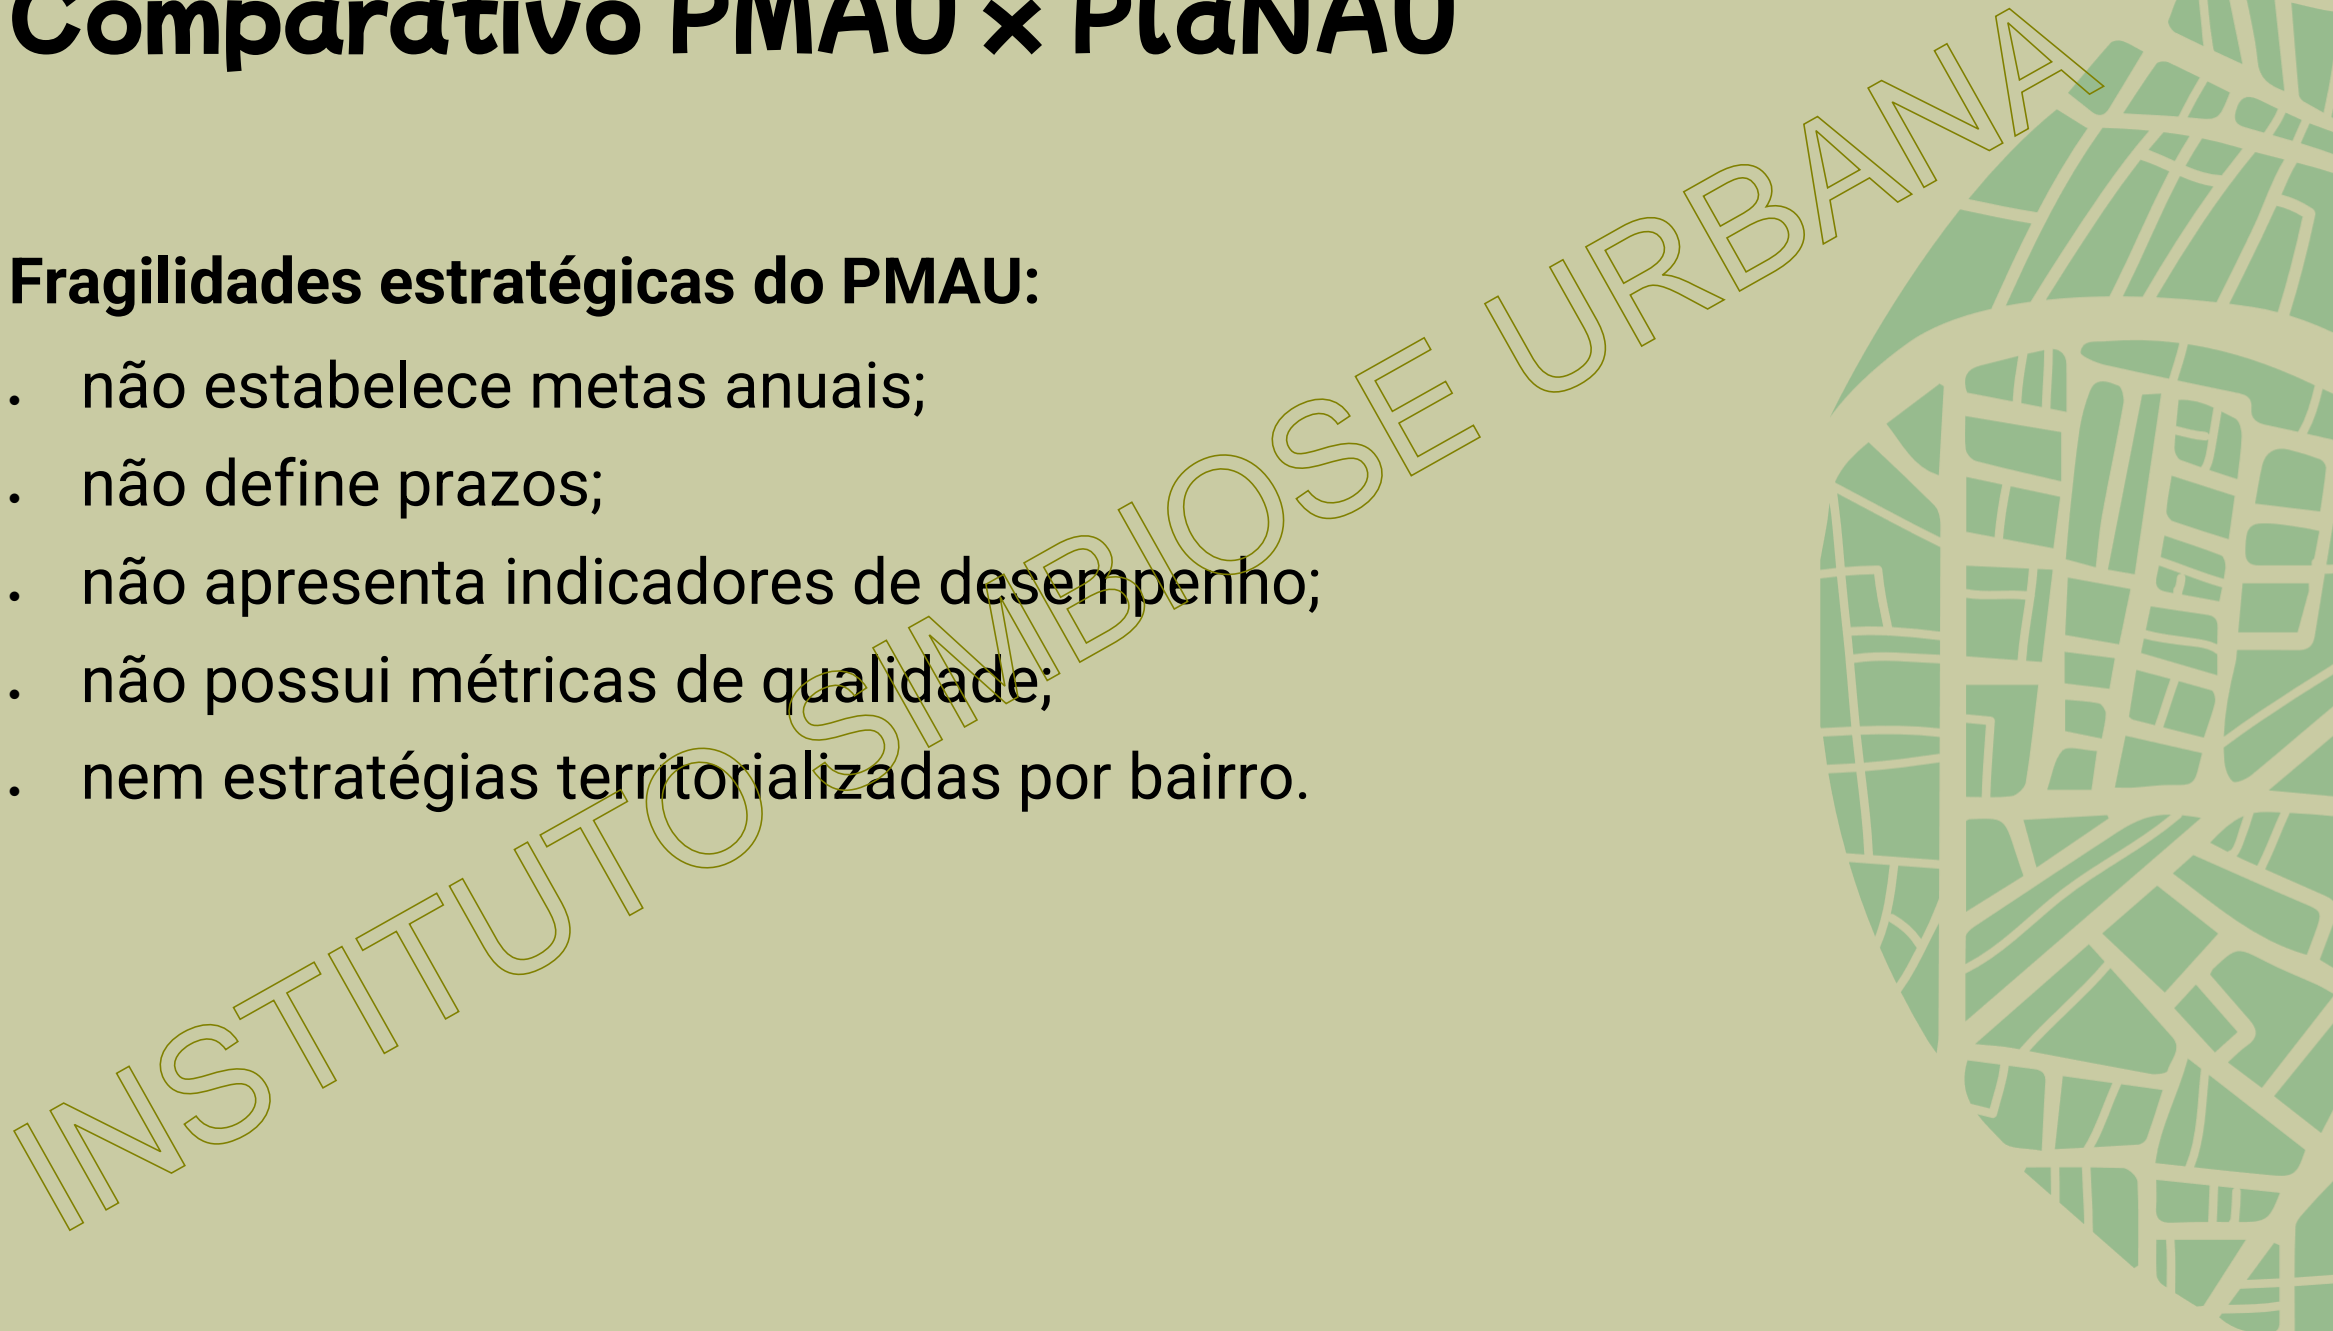 Comparativo PMAU × PlaNAU
Fragilidades estratégicas do PMAU:
. não estabelece metas anuais;
. não define prazos;
. não apresenta indicadores de desempenho;
. não possui métricas de qualidade;
. nem estratégias territorializadas por bairro.
INSTITUTO SIMBIOSE URBANA